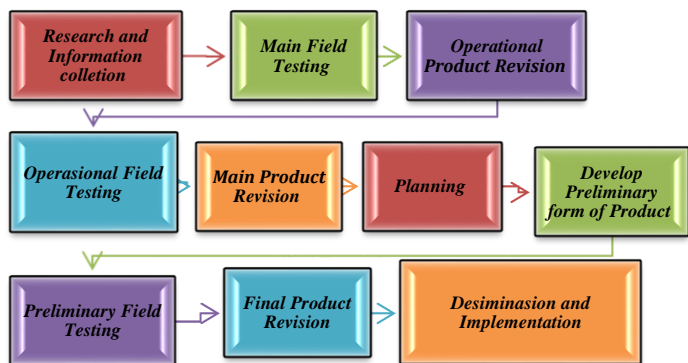 Research and
Information
colletion
Main Field
Testing
Operational
Product Revision
Operasional Field
Testing
Main Product
Revision
Planning
Develop
Preliminary
form of Product
Preliminary Field
Testing
Final Product
Revision
Desiminasion and
Implementation